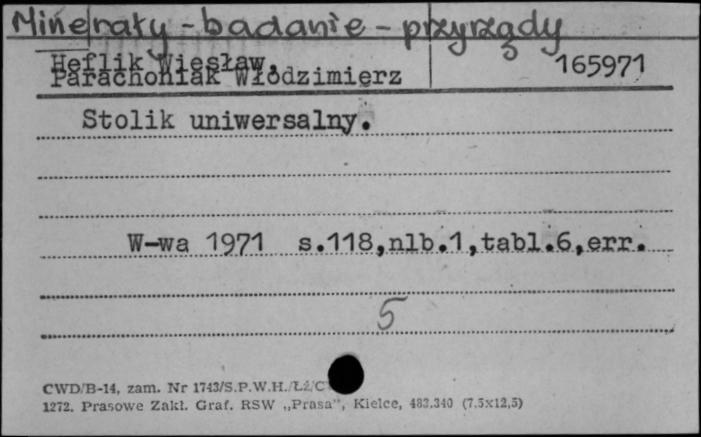 Minerały - badanie - przyrządy
Heflik Wiesław, 165971
Parachoniak Włodzimierz
Stolik uniwersalny.
W-wa 1971 s.118,nlb.1,tabl.6,err.
5
CWD/B-14, zam. Nr 1743/S.P.W.H./Łź/C
1272. Prasowe Zakł. Graf. RSW „Prasa", Kielce, 483.340 (7,5x12,5)